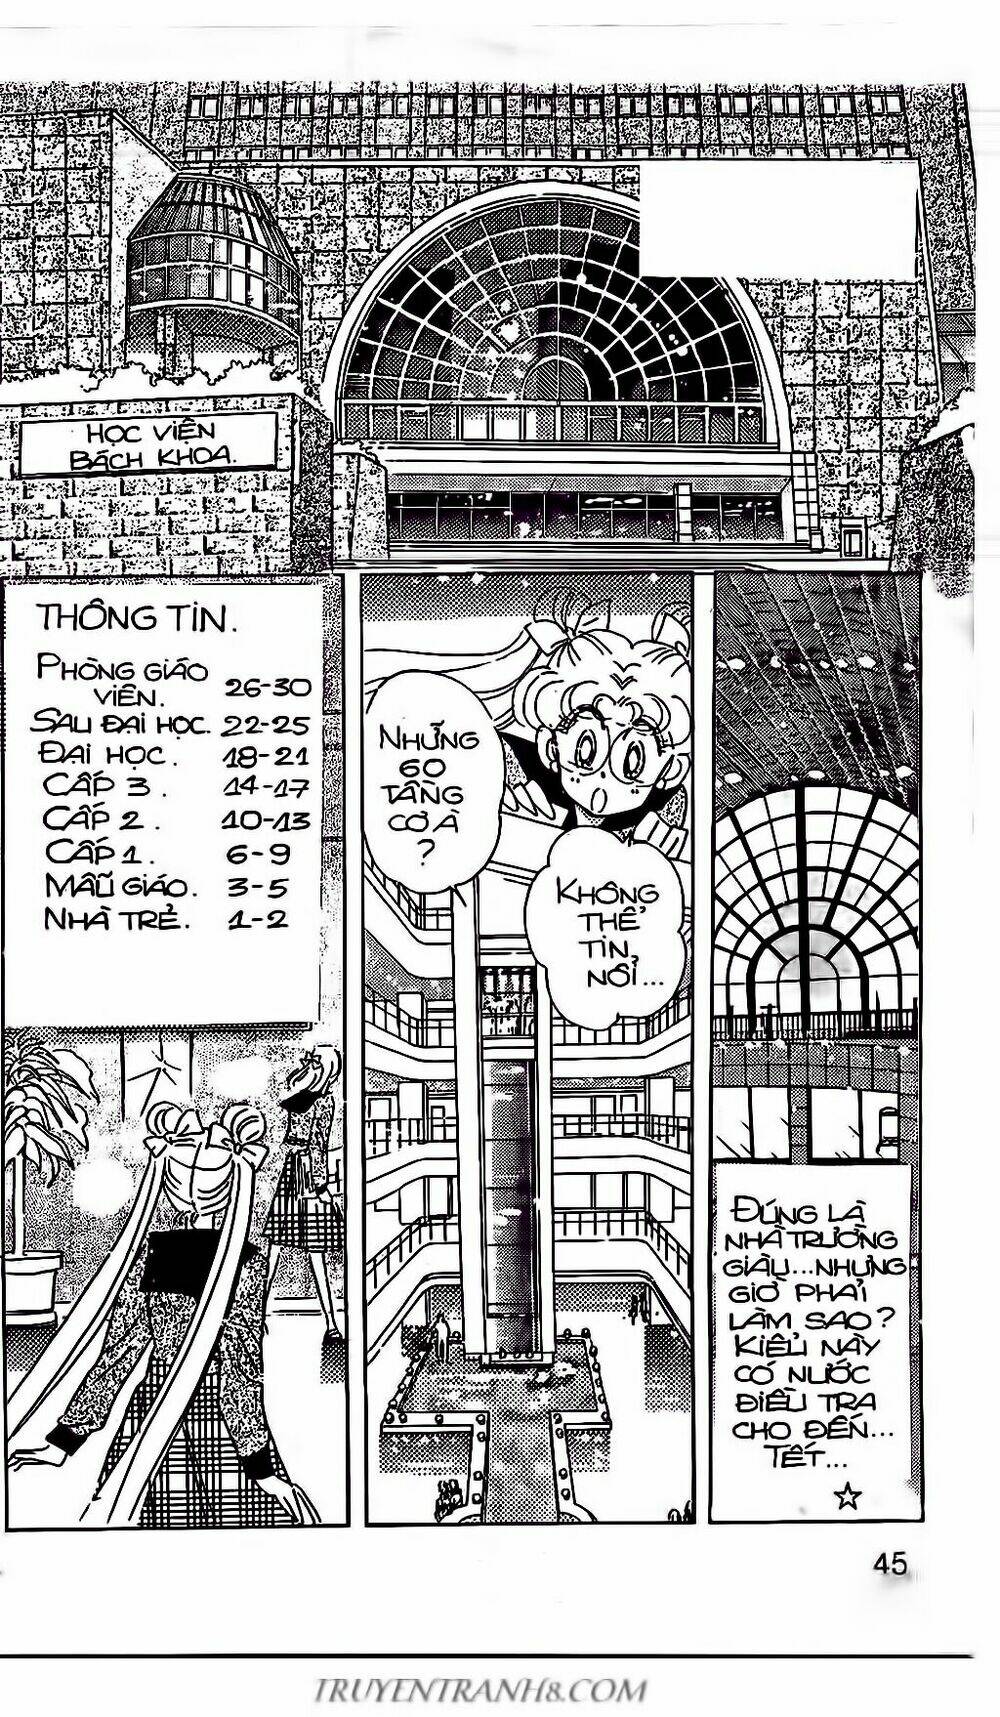 HỌC VIÊN
BÁCH KHOA.
THÔNG TIN.
PHÒNG GIÁO
VIÊN. 26-30
SAU ĐẠI HỌC. 22-25
ĐẠI HỌC. 18-21
CẤP 3. 14-17
CẤP 2. 10-13
CẤP 1. 6-9
MẪU GIÁO. 3-5
NHÀ TRẺ. 1-2
NHỮNG
60
TẦNG
CƠ À
?
KHÔNG
THỂ
TIN
NỔI...
ĐÚNG LÀ
NHÀ TRƯỜNG
GIÀU...NHƯNG
GIỜ PHẢI
LÀM SAO?
KIỂU NÀY
CÓ NƯỚC
ĐIỀU TRA
CHO ĐẾN...
TẾT...
45
TRUYENTRANH8.COM